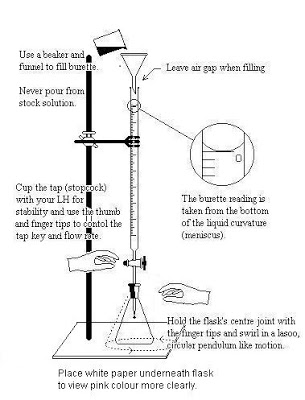 Use a beaker and
funnel to fill burette.
Leave air gap when filling
Never pour from
stock solution.
0
The burette reading is
taken from the bottom
of the liquid curvature
(meniscus).
Cup the tap (stopcock)
with your LH for
stability and use the thumb
and finger tips to control the
tap key and flow rate.
Hold the flask's centre joint with
the finger tips and swirl in a lasoo,
circular pendulum like motion.
Place white paper underneath flask
to view pink colour more clearly.